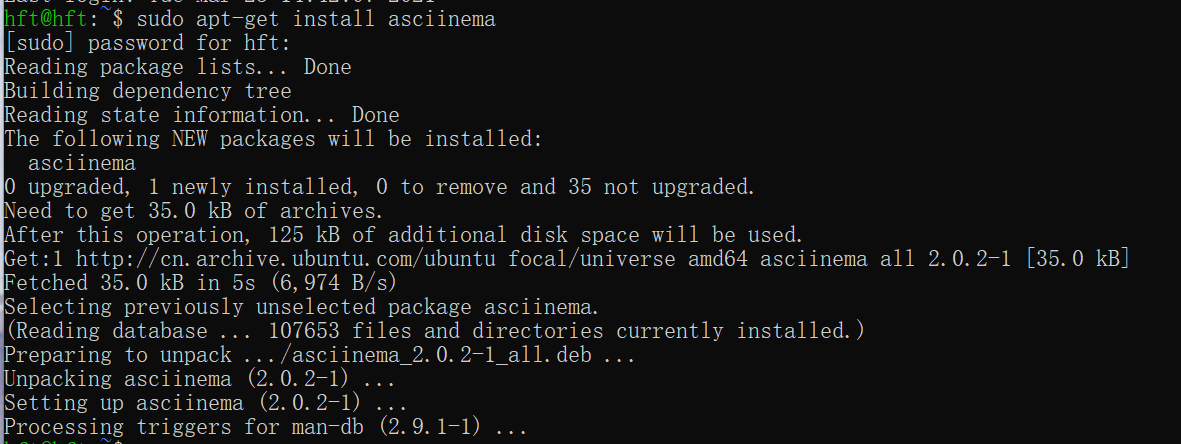 hft@hft:~$ sudo apt-get install asciinema
[sudo] password for hft:
Reading package lists... Done
Building dependency tree
Reading state information... Done
The following NEW packages will be installed:
  asciinema
0 upgraded, 1 newly installed, 0 to remove and 35 not upgraded.
Need to get 35.0 kB of archives.
After this operation, 125 kB of additional disk space will be used.
Get:1 http://cn.archive.ubuntu.com/ubuntu focal/universe amd64 asciinema all 2.0.2-1 [35.0 kB]
Fetched 35.0 kB in 5s (6,974 B/s)
Selecting previously unselected package asciinema.
(Reading database ... 107653 files and directories currently installed.)
Preparing to unpack .../asciinema_2.0.2-1_all.deb ...
Unpacking asciinema (2.0.2-1) ...
Setting up asciinema (2.0.2-1) ...
Processing triggers for man-db (2.9.1-1) ...